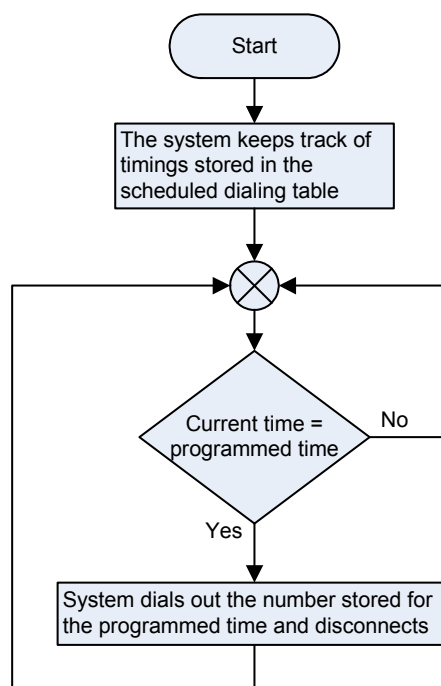 Start
The system keeps track of
timings stored in the
scheduled dialing table
Current time =
programmed time
No
Yes
System dials out the number stored for
the programmed time and disconnects